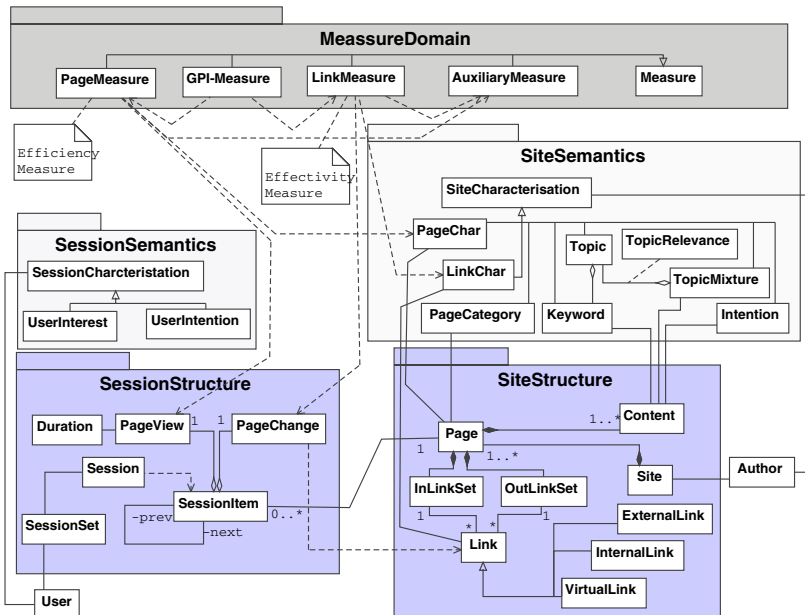 MeassureDomain
PageMeasure
GPI-Measure
LinkMeasure
AuxiliaryMeasure
Measure
Efficiency
Measure
Effectivity
Measure
SiteSemantics
SiteCharacterisation
PageChar
Topic
TopicRelevance
LinkChar
TopicMixture
PageCategory
Keyword
Intention
SessionSemantics
SessionCharcteristation
UserInterest
UserIntention
SessionStructure
Duration
PageView
1
1
PageChange
Session
SessionItem
0..*
-prev
-next
SessionSet
User
SiteStructure
Content
1..*
Page
1
1..*
Site
Author
InLinkSet
OutLinkSet
1
1
*
*
Link
ExternalLink
InternalLink
VirtualLink